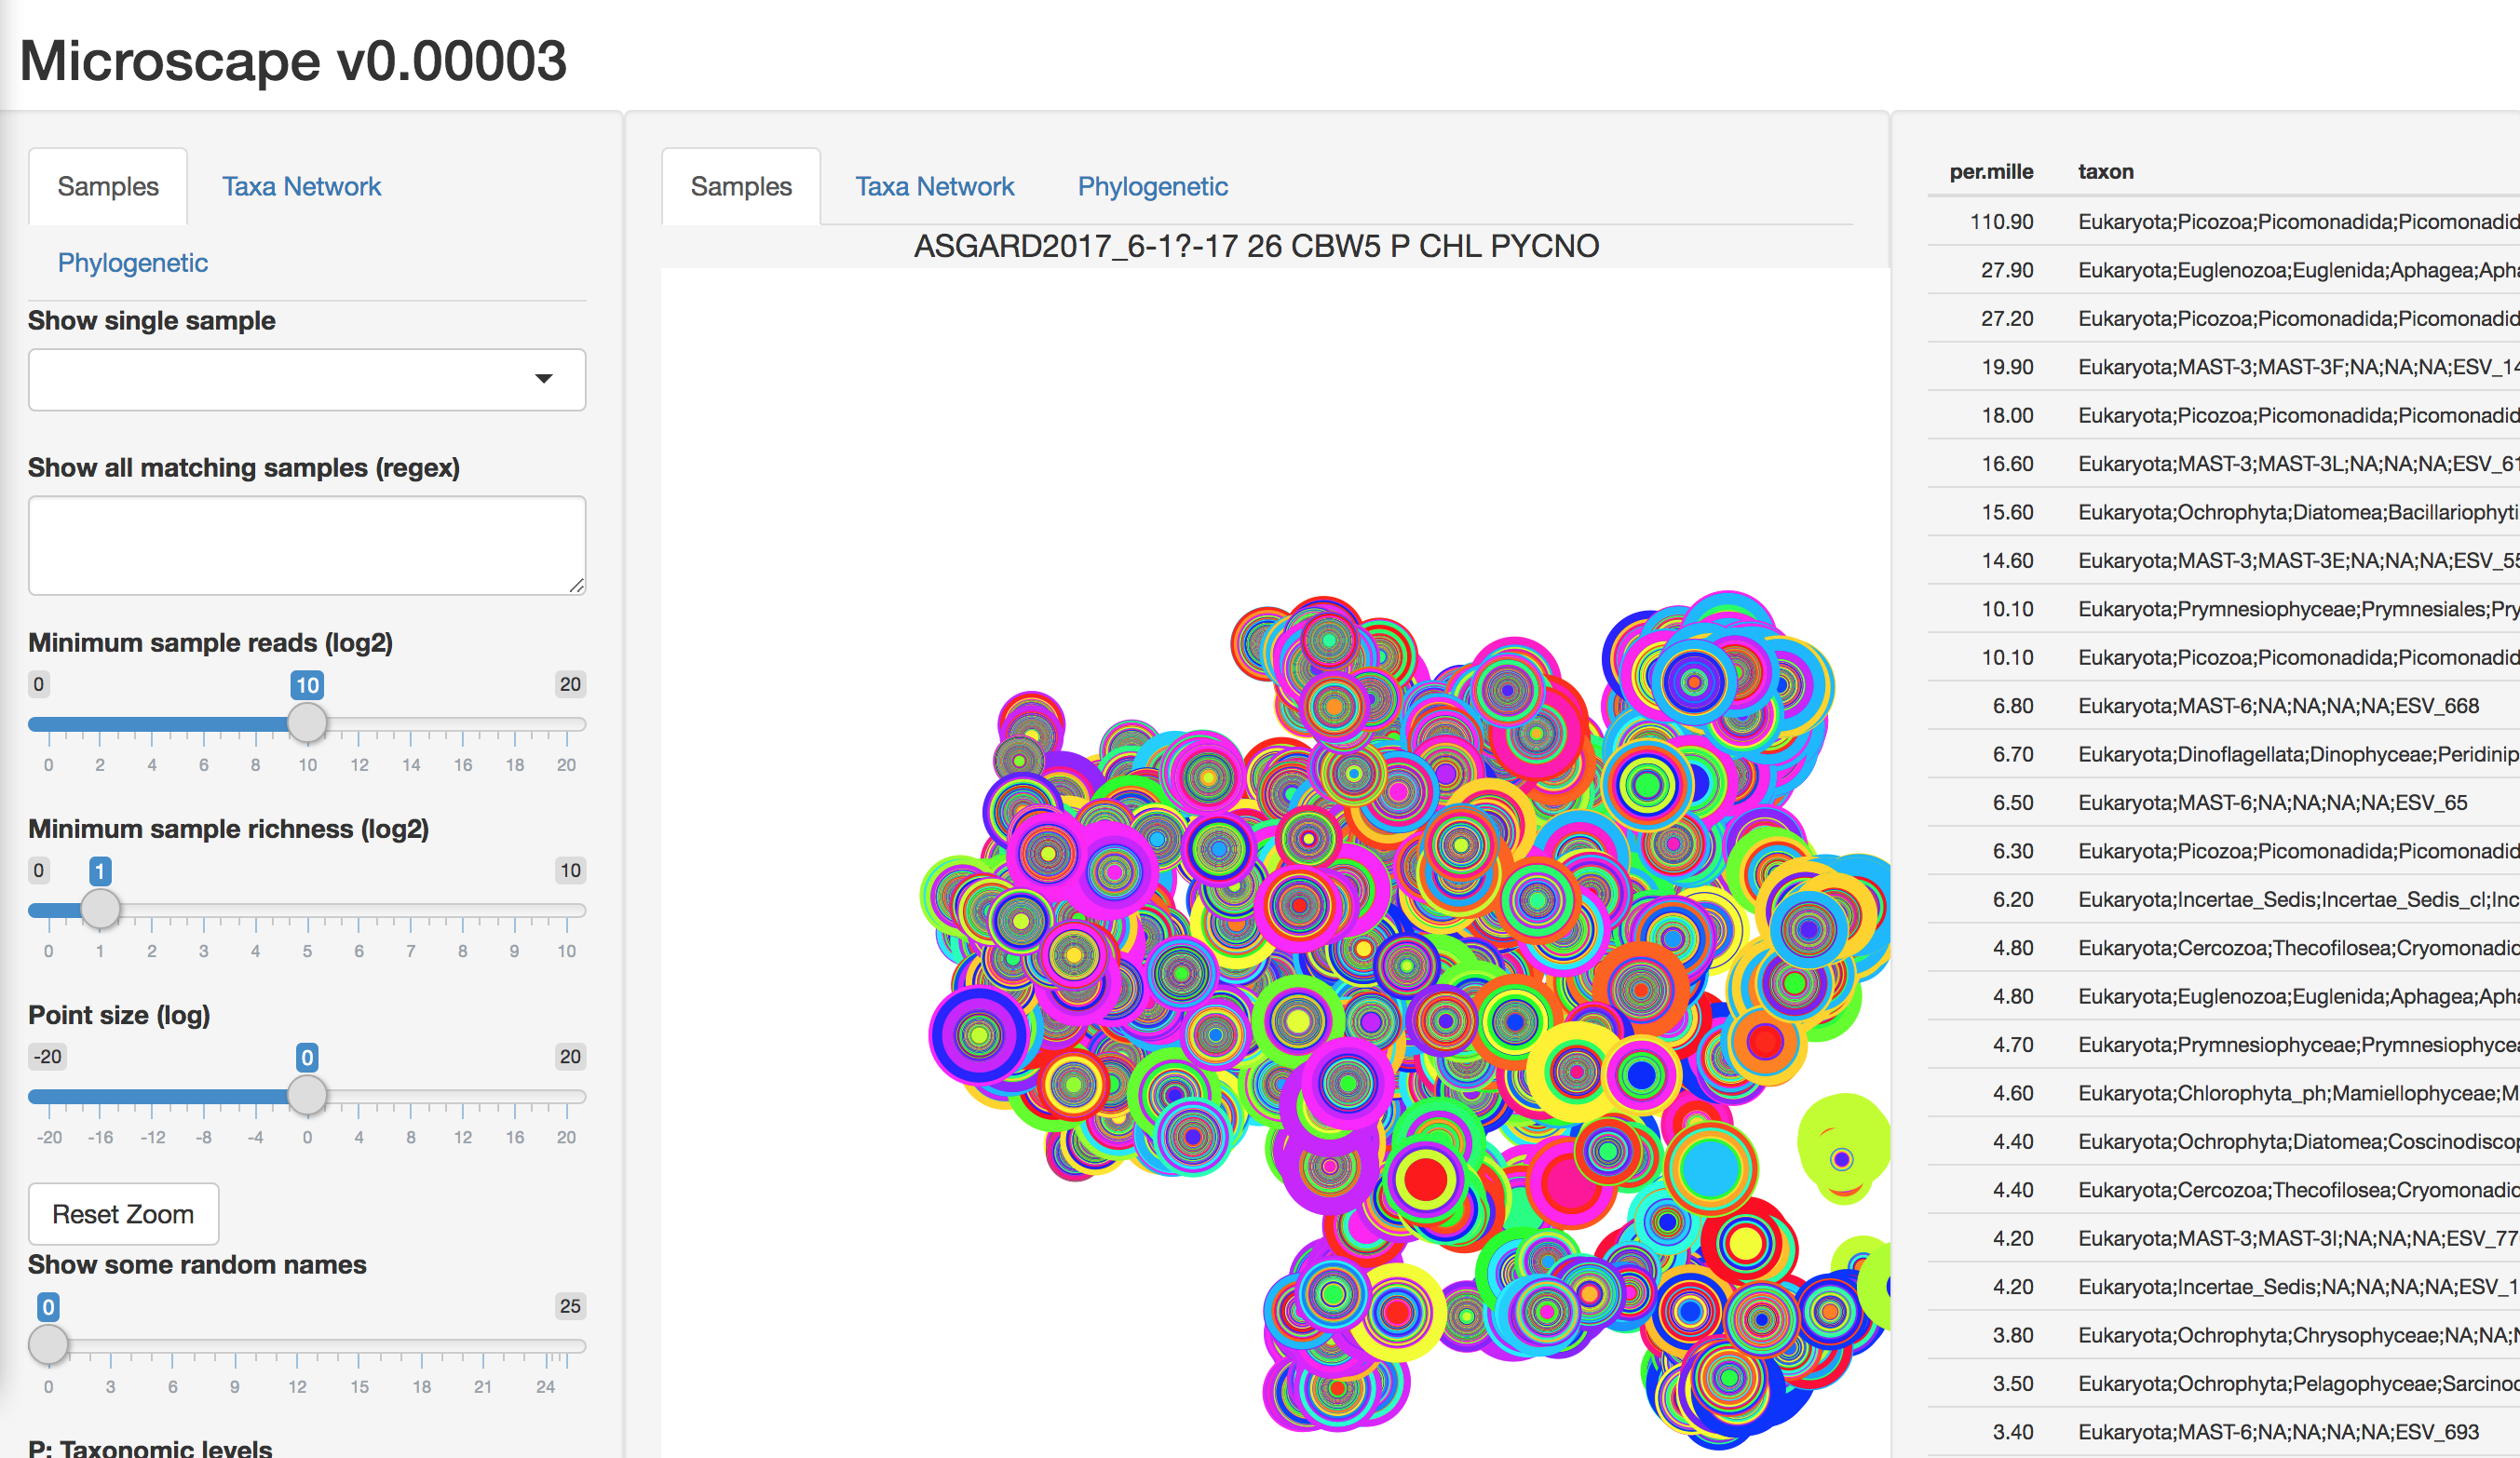 Microscape v0.00003
Samples
Taxa Network
Phylogenetic
Show single sample
Show all matching samples (regex)
Minimum sample reads (log2)
0 10 20
0 2 4 6 8 10 12 14 16 18 20
Minimum sample richness (log2)
0 1 10
0 1 2 3 4 5 6 7 8 9 10
Point size (log)
-20 0 20
-20 -16 -12 -8 -4 0 4 8 12 16 20
Reset Zoom
Show some random names
0 25
0 3 6 9 12 15 18 21 24
P: Taxonomic levels
Samples Taxa Network Phylogenetic
ASGARD2017_6-1?-17 26 CBW5 P CHL PYCNO
per.mille taxon
110.90 Eukaryota;Picozoa;Picomonadida;Picomonadid
27.90 Eukaryota;Euglenozoa;Euglenida;Aphagea;Apha
27.20 Eukaryota;Picozoa;Picomonadida;Picomonadid
19.90 Eukaryota;MAST-3;MAST-3F;NA;NA;NA;ESV_14
18.00 Eukaryota;Picozoa;Picomonadida;Picomonadid
16.60 Eukaryota;MAST-3;MAST-3L;NA;NA;NA;ESV_61
15.60 Eukaryota;Ochrophyta;Diatomea;Bacillariophyti
14.60 Eukaryota;MAST-3;MAST-3E;NA;NA;NA;ESV_55
10.10 Eukaryota;Prymnesiophyceae;Prymnesiales;Pry
10.10 Eukaryota;Picozoa;Picomonadida;Picomonadid
6.80 Eukaryota;MAST-6;NA;NA;NA;NA;ESV_668
6.70 Eukaryota;Dinoflagellata;Dinophyceae;Peridinip
6.50 Eukaryota;MAST-6;NA;NA;NA;NA;ESV_65
6.30 Eukaryota;Picozoa;Picomonadida;Picomonadid
6.20 Eukaryota;Incertae_Sedis;Incertae_Sedis_cl;Inc
4.80 Eukaryota;Cercozoa;Thecofilosea;Cryomonadid
4.80 Eukaryota;Euglenozoa;Euglenida;Aphagea;Apha
4.70 Eukaryota;Prymnesiophyceae;Prymnesiophycea
4.60 Eukaryota;Chlorophyta_ph;Mamiellophyceae;M
4.40 Eukaryota;Ochrophyta;Diatomea;Coscinodiscop
4.40 Eukaryota;Cercozoa;Thecofilosea;Cryomonadid
4.20 Eukaryota;MAST-3;MAST-3I;NA;NA;NA;ESV_77
4.20 Eukaryota;Incertae_Sedis;NA;NA;NA;NA;ESV_1
3.80 Eukaryota;Ochrophyta;Chrysophyceae;NA;NA;N
3.50 Eukaryota;Ochrophyta;Pelagophyceae;Sarcinoc
3.40 Eukaryota;MAST-6;NA;NA;NA;NA;ESV_693